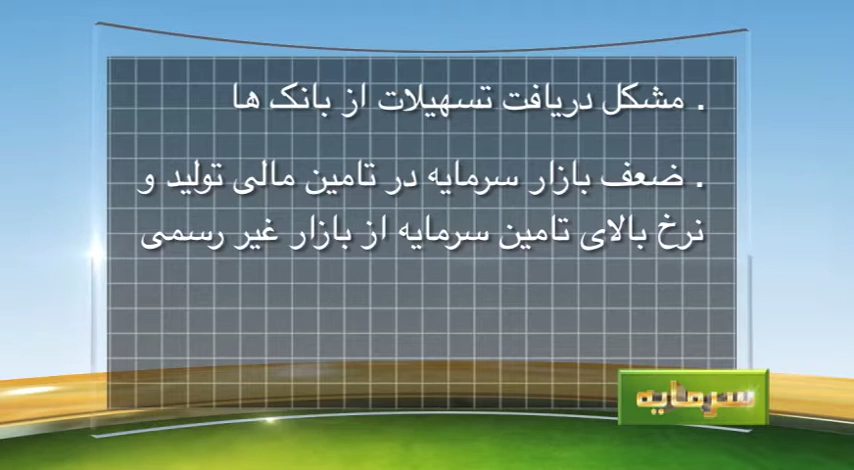 . مشکل دریافت تسهیلات از بانک ها
. ضعف بازار سرمایه در تامین مالی تولید و
نرخ بالای تامین سرمایه از بازار غیر رسمی
سرمایه